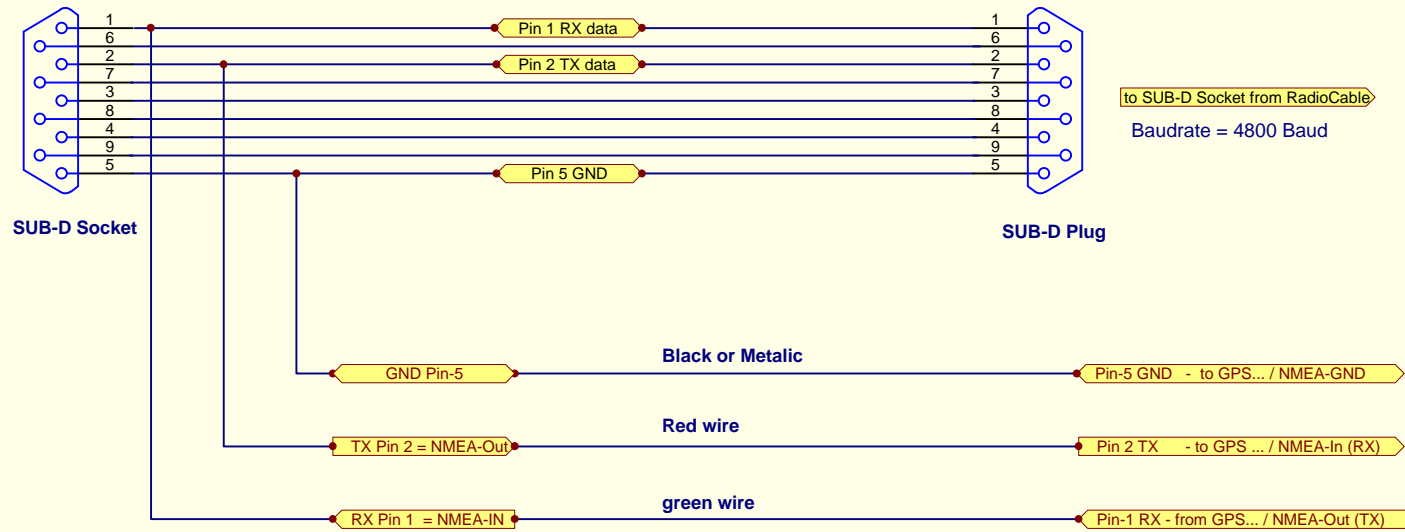 1 Pin 1 RX data 1
6 6
2 Pin 2 TX data 2
7 7
3 3
8 8
4 4
9 9
5 Pin 5 GND 5
to SUB-D Socket from RadioCable
Baudrate = 4800 Baud
SUB-D Socket
SUB-D Plug
Black or Metalic
GND Pin-5
Pin-5 GND - to GPS... / NMEA-GND
Red wire
TX Pin 2 = NMEA-Out
Pin 2 TX - to GPS ... / NMEA-In (RX)
green wire
RX Pin 1 = NMEA-IN
Pin-1 RX - from GPS... / NMEA-Out (TX)